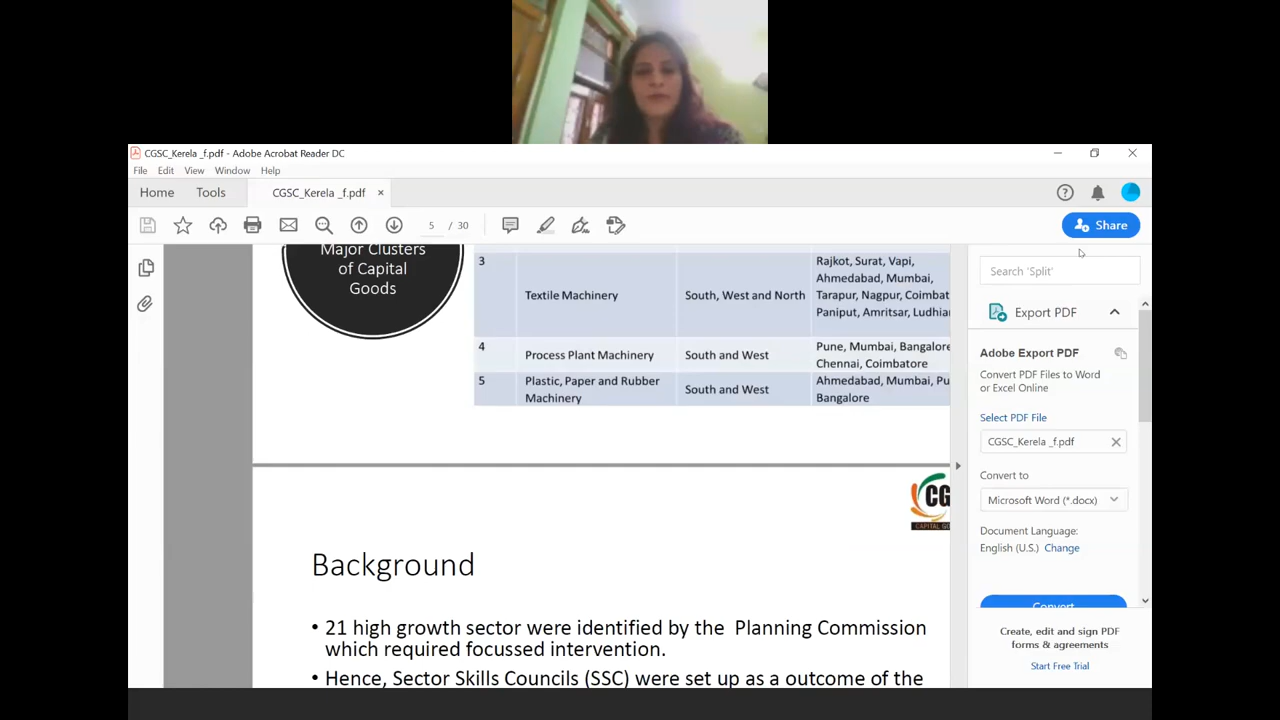 CGSC_Kerela _f.pdf - Adobe Acrobat Reader DC
File Edit View Window Help
Home Tools CGSC_Kerela _f.pdf ×
5 / 30
Share
Major Clusters
of Capital
Goods
3 Textile Machinery South, West and North
Rajkot, Surat, Vapi,
Ahmedabad, Mumbai,
Tarapur, Nagpur, Coimbat
Paniput, Amritsar, Ludhian
4 Process Plant Machinery South and West
Pune, Mumbai, Bangalore
Chennai, Coimbatore
5 Plastic, Paper and Rubber
Machinery
South and West
Ahmedabad, Mumbai, Pu
Bangalore
CG
CAPITAL GO
Background
• 21 high growth sector were identified by the Planning Commission
which required focussed intervention.
• Hence, Sector Skills Councils (SSC) were set up as a outcome of the
Search 'Split'
Export PDF
Adobe Export PDF
Convert PDF Files to Word
or Excel Online
Select PDF File
CGSC_Kerela _f.pdf
Convert to
Microsoft Word (*.docx)
Document Language:
English (U.S.) Change
Convert
Create, edit and sign PDF
forms & agreements
Start Free Trial